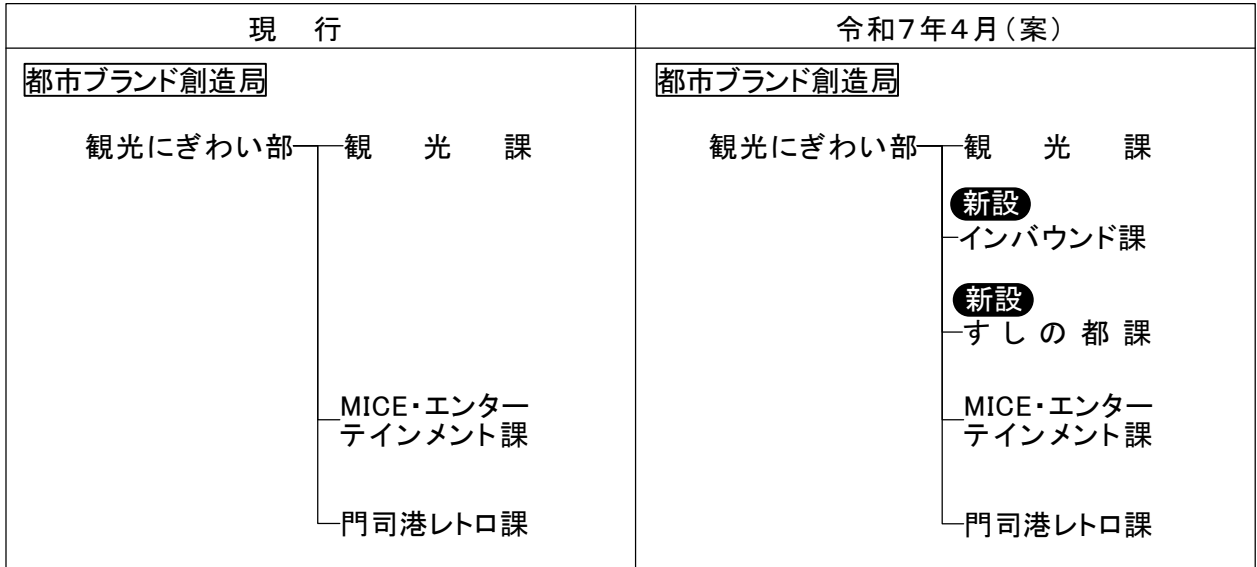 現 行
都市ブランド創造局
観光にぎわい部 観 光 課
MICE・エンター
テインメント課
門司港レトロ課
令和7年4月(案)
都市ブランド創造局
観光にぎわい部 観 光 課
新設
インバウンド課
新設
すしの都課
MICE・エンター
テインメント課
門司港レトロ課